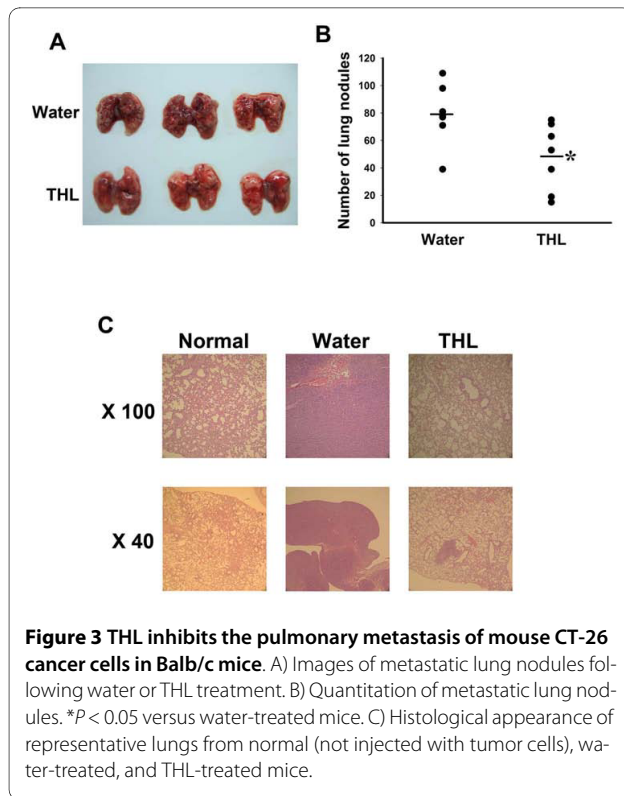 A
Water
THL
B
Number of lung nodules
120
100
80
60
40
20
0
*
Water THL
C
Normal Water THL
X 100
X 40
Figure 3 THL inhibits the pulmonary metastasis of mouse CT-26
cancer cells in Balb/c mice. A) Images of metastatic lung nodules fol-
lowing water or THL treatment. B) Quantitation of metastatic lung nod-
ules. *P < 0.05 versus water-treated mice. C) Histological appearance of
representative lungs from normal (not injected with tumor cells), wa-
ter-treated, and THL-treated mice.